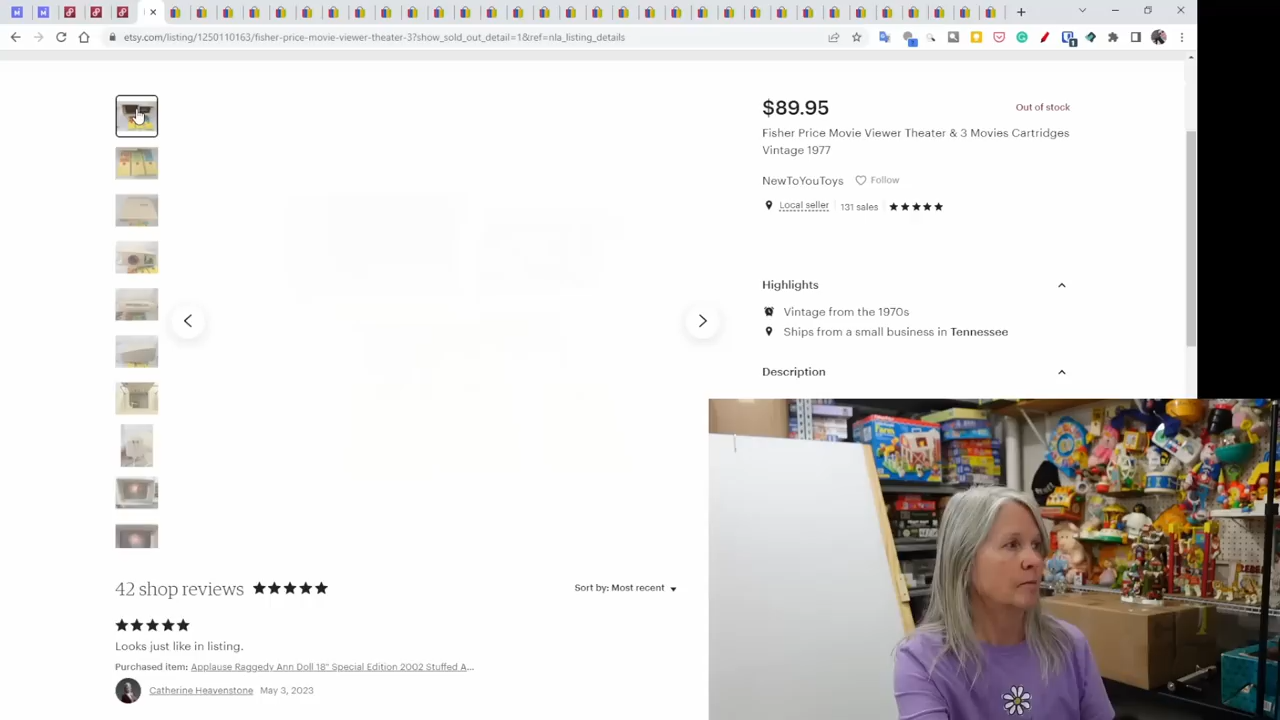 etsy.com/listing/1250110163/fisher-price-movie-viewer-theater-3?show_sold_out_detail=1&ref=nla_listing_details
$89.95
Out of stock
Fisher Price Movie Viewer Theater & 3 Movies Cartridges
Vintage 1977
NewToYouToys
Follow
Local seller
131 sales
Highlights
Vintage from the 1970s
Ships from a small business in Tennessee
Description
42 shop reviews
Sort by: Most recent
Looks just like in listing.
Purchased item: Applause Raggedy Ann Doll 18" Special Edition 2002 Stuffed A...
Catherine Heavenstone
May 3, 2023